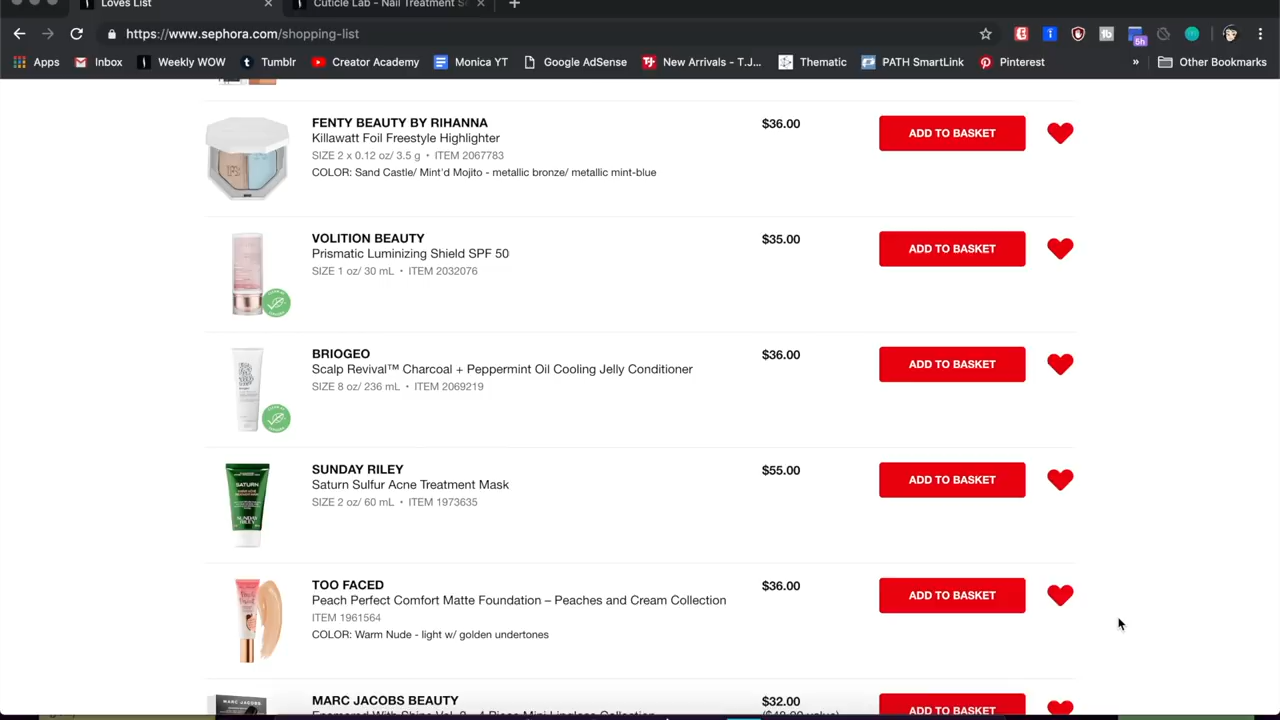 Loves List
Cuticle Lab - Nail Treatment S
https://www.sephora.com/shopping-list
5h
Apps
Inbox
Weekly WOW
Tumblr
Creator Academy
Monica YT
Google AdSense
New Arrivals - T.J...
Thematic
PATH SmartLink
Pinterest
»
Other Bookmarks
FENTY BEAUTY BY RIHANNA
Killawatt Foil Freestyle Highlighter
SIZE 2 x 0.12 oz/ 3.5 g • ITEM 2067783
COLOR: Sand Castle/ Mint'd Mojito - metallic bronze/ metallic mint-blue
$36.00
ADD TO BASKET
VOLITION BEAUTY
Prismatic Luminizing Shield SPF 50
SIZE 1 oz/ 30 mL • ITEM 2032076
$35.00
ADD TO BASKET
BRIOGEO
Scalp Revival™ Charcoal + Peppermint Oil Cooling Jelly Conditioner
SIZE 8 oz/ 236 mL • ITEM 2069219
$36.00
ADD TO BASKET
SATURN
SUNDAY
RILEY
SUNDAY RILEY
Saturn Sulfur Acne Treatment Mask
SIZE 2 oz/ 60 mL • ITEM 1973635
$55.00
ADD TO BASKET
TOO FACED
Peach Perfect Comfort Matte Foundation – Peaches and Cream Collection
ITEM 1961564
COLOR: Warm Nude - light w/ golden undertones
$36.00
ADD TO BASKET
MARC JACOBS
MARC JACOBS BEAUTY
$32.00
ADD TO BASKET